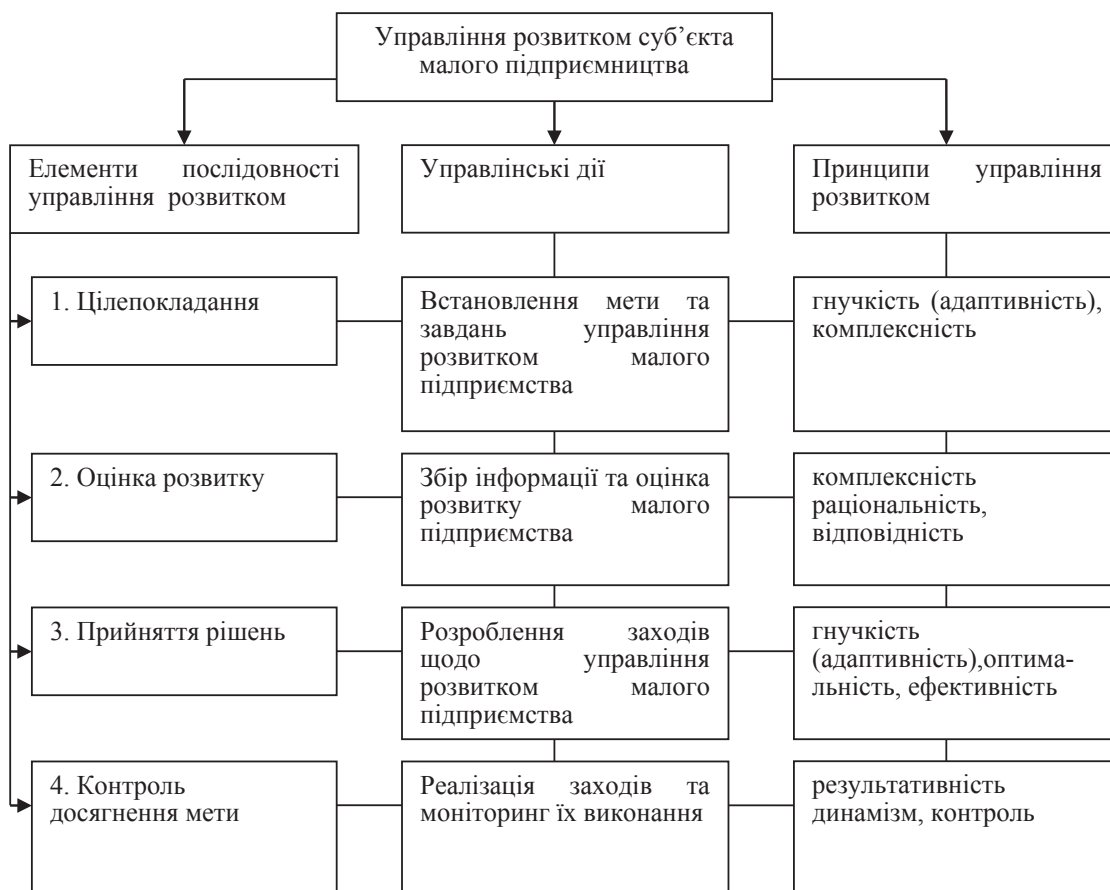 Управління розвитком суб’єкта
малого підприємництва
Елементи послідовності
управління розвитком
Управлінські дії
Принципи управління
розвитком
1. Цілепокладання
Встановлення мети та
завдань управління
розвитком малого
підприємства
гнучкість (адаптивність),
комплексність
2. Оцінка розвитку
Збір інформації та оцінка
розвитку малого
підприємства
комплексність
раціональність,
відповідність
3. Прийняття рішень
Розроблення заходів
щодо управління
розвитком малого
підприємства
гнучкість
(адаптивність),оптима-
льність, ефективність
4. Контроль
досягнення мети
Реалізація заходів та
моніторинг їх виконання
результативність
динамізм, контроль